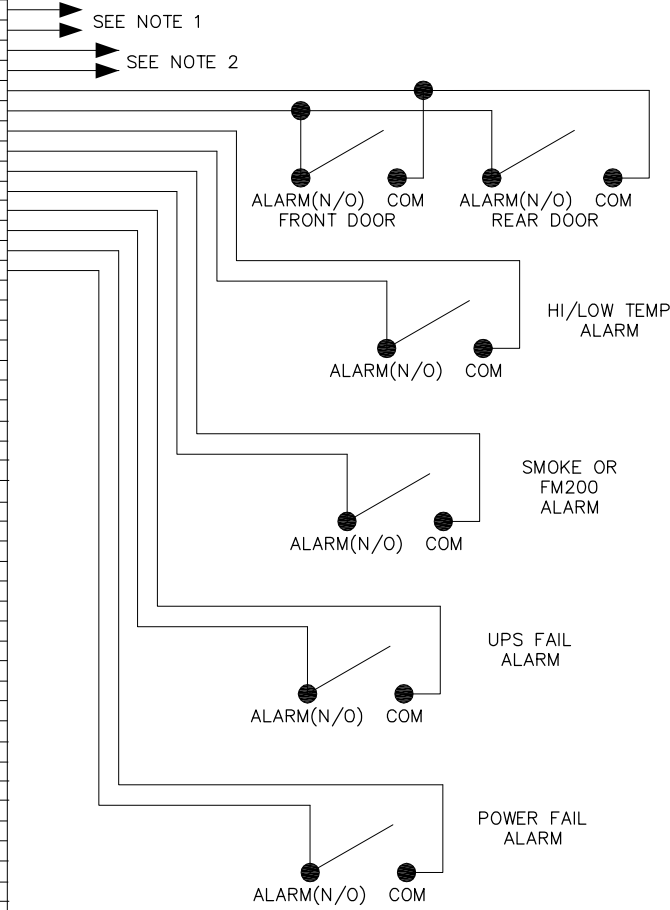 SEE NOTE 1
SEE NOTE 2
ALARM(N/O) COM
FRONT DOOR
ALARM(N/O) COM
REAR DOOR
HI/LOW TEMP
ALARM
ALARM(N/O) COM
SMOKE OR
FM200
ALARM
ALARM(N/O) COM
UPS FAIL
ALARM
ALARM(N/O) COM
POWER FAIL
ALARM
ALARM(N/O) COM